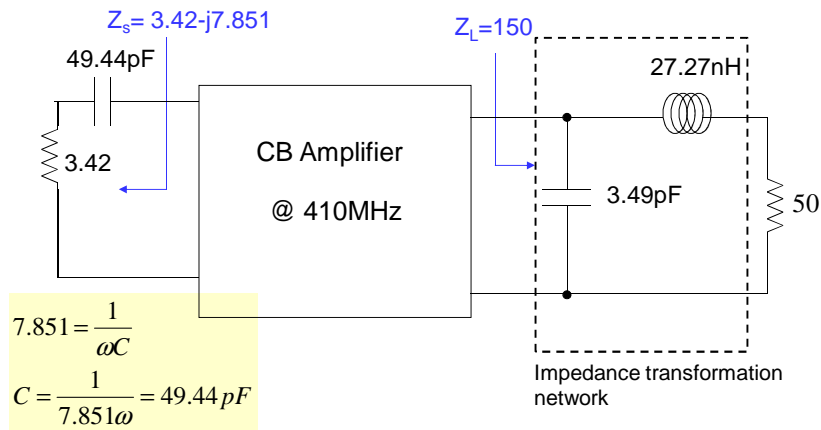 Zs= 3.42-j7.851
ZL=150
49.44pF
27.27nH
3.42
CB Amplifier
@ 410MHz
3.49pF
50
7.851 = 1/ωC
C = 1/7.851ω = 49.44 pF
Impedance transformation
network